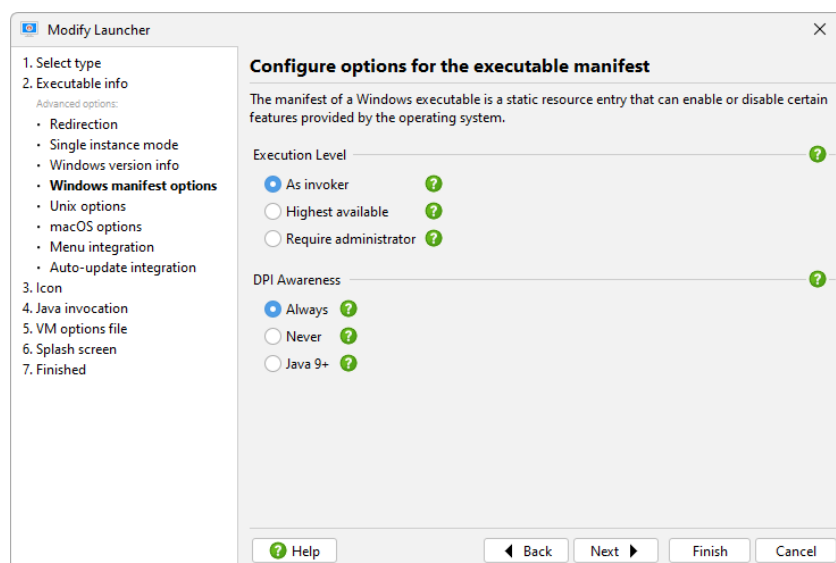 Modify Launcher
1. Select type
2. Executable info
Advanced options:
· Redirection
· Single instance mode
· Windows version info
· Windows manifest options
· Unix options
· macOS options
· Menu integration
· Auto-update integration
3. Icon
4. Java invocation
5. VM options file
6. Splash screen
7. Finished
Configure options for the executable manifest
The manifest of a Windows executable is a static resource entry that can enable or disable certain
features provided by the operating system.
Execution Level
As invoker
Highest available
Require administrator
DPI Awareness
Always
Never
Java 9+
Help
Back
Next
Finish
Cancel